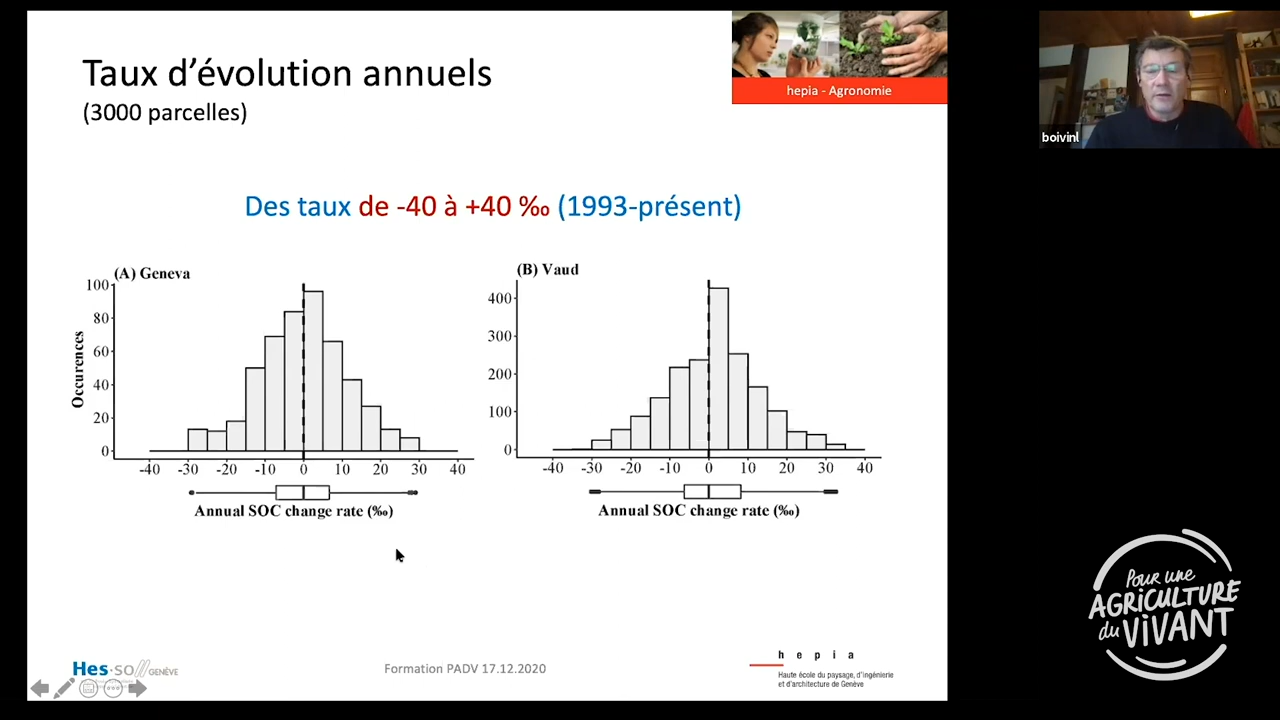 Taux d’évolution annuels
(3000 parcelles)
hepia - Agronomie
boivinl
Des taux de -40 à +40 ‰ (1993-présent)
(A) Geneva
100
80
60
40
20
0
Occurences
-40 -30 -20 -10 0 10 20 30 40
Annual SOC change rate (‰)
(B) Vaud
400
300
200
100
0
-40 -30 -20 -10 0 10 20 30 40
Annual SOC change rate (‰)
Pour une
AGRiCULTURE
du ViVANT
Hes·so GENÈVE
Formation PADV 17.12.2020
hepia
Haute école du paysage, d'ingénierie
et d'architecture de Genève